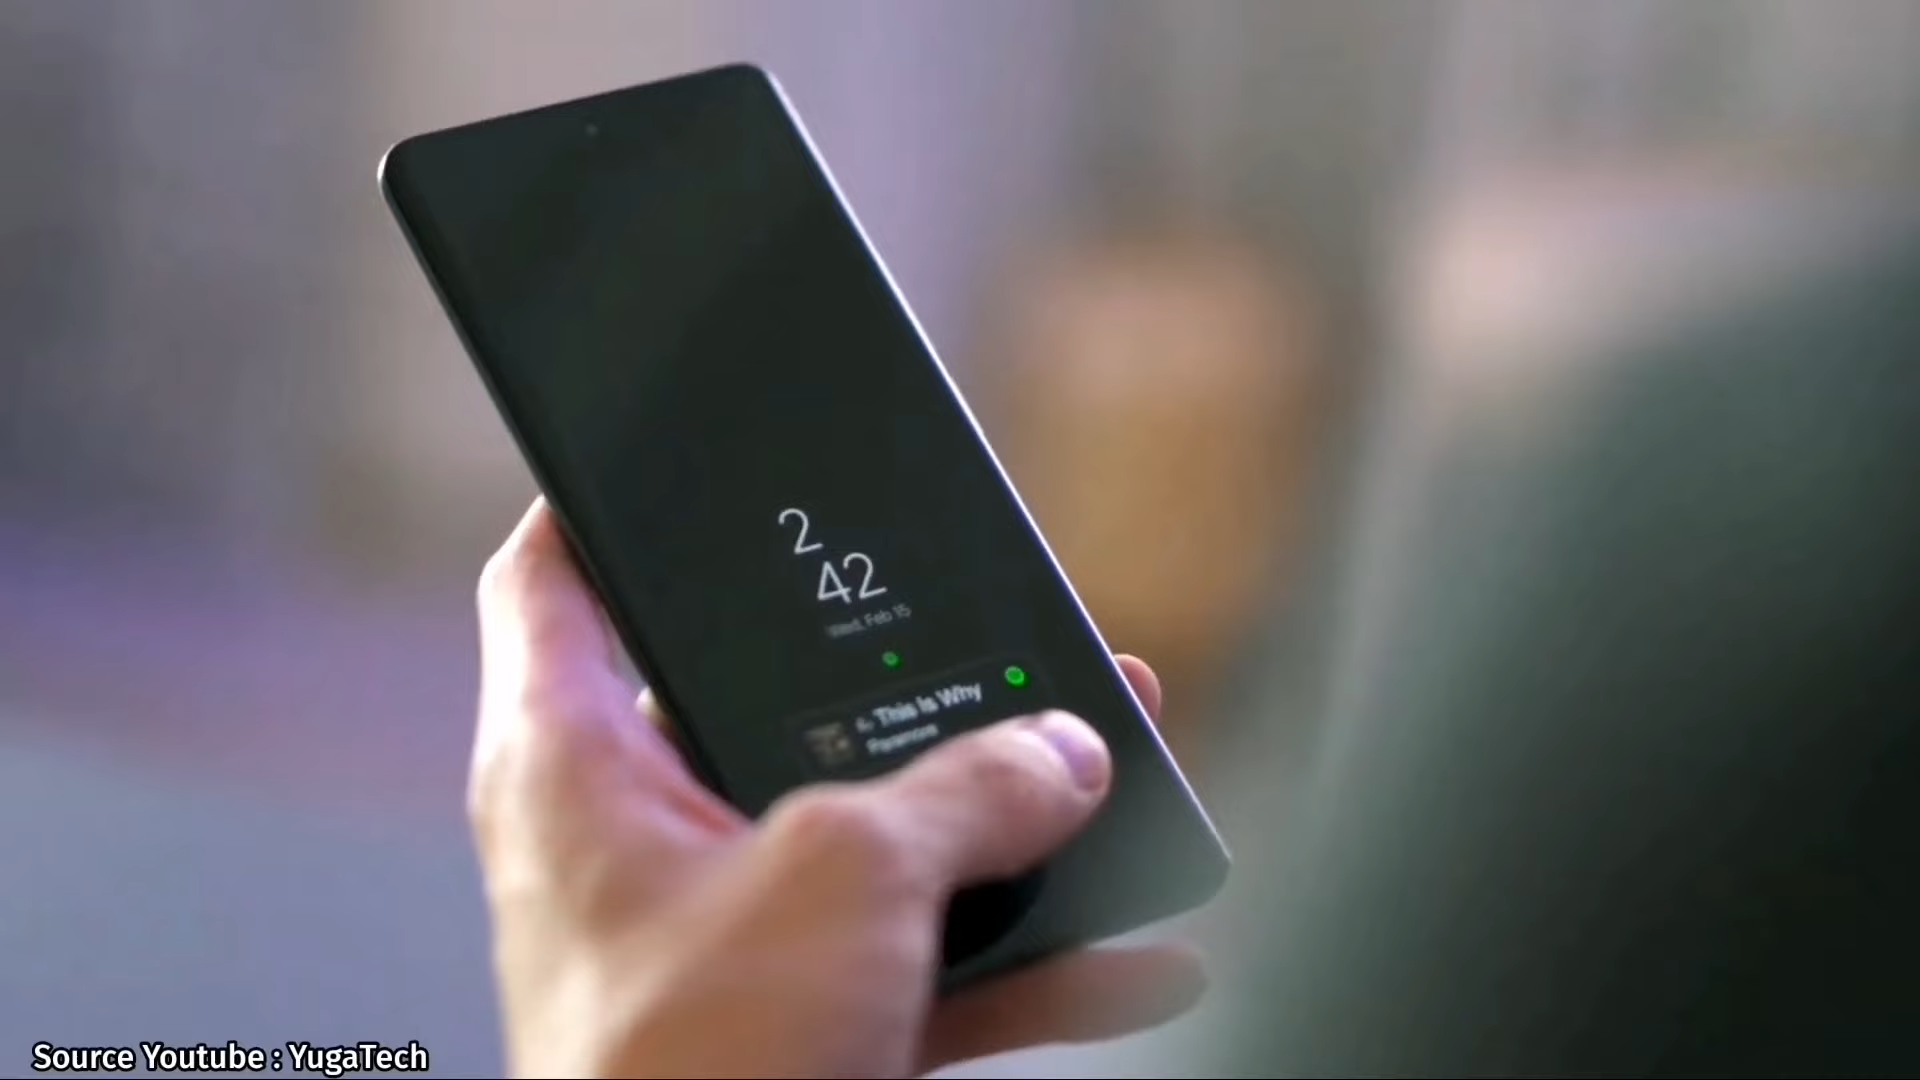 2
42
Wed, Feb 15
This Is Why
Paramore
Source Youtube : YugaTech